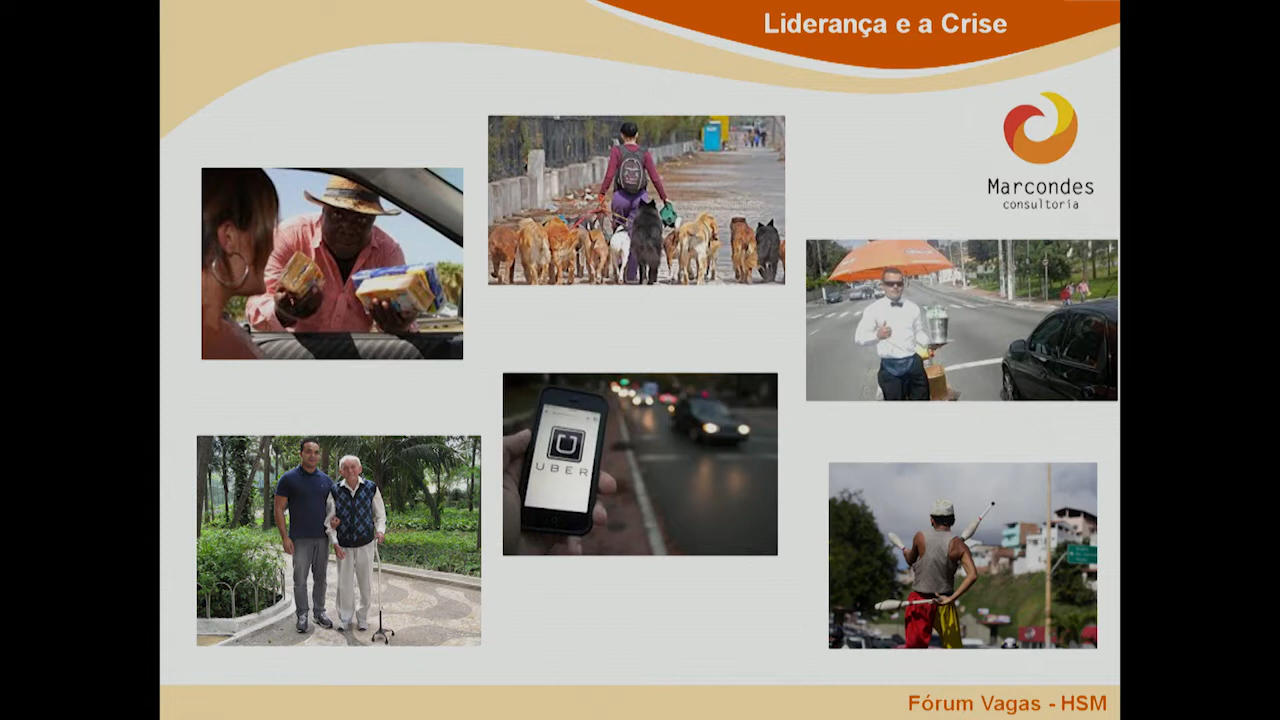 Liderança e a Crise
Marcondes
consultoria
UBER
Fórum Vagas - HSM